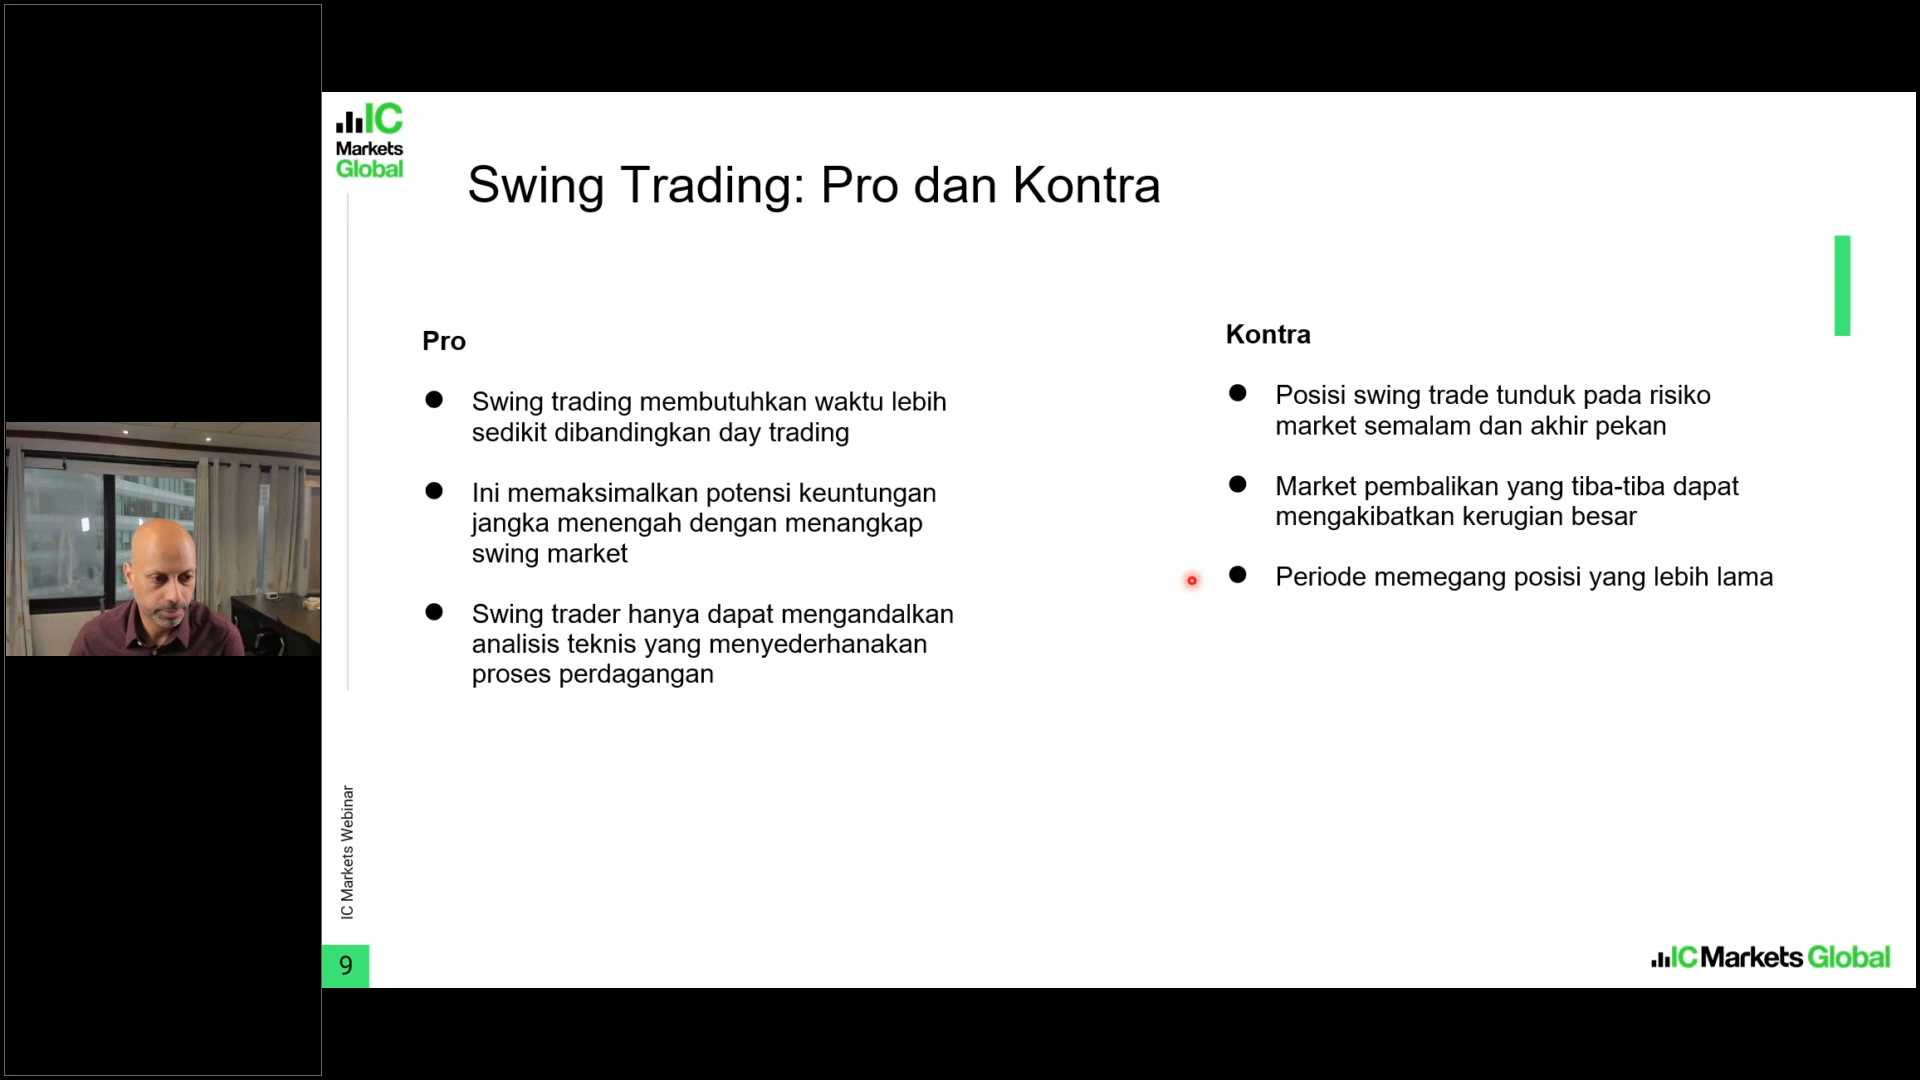 IC
Markets
Global
Swing Trading: Pro dan Kontra
Pro
Swing trading membutuhkan waktu lebih
sedikit dibandingkan day trading
Ini memaksimalkan potensi keuntungan
jangka menengah dengan menangkap
swing market
Swing trader hanya dapat mengandalkan
analisis teknis yang menyederhanakan
proses perdagangan
Kontra
Posisi swing trade tunduk pada risiko
market semalam dan akhir pekan
Market pembalikan yang tiba-tiba dapat
mengakibatkan kerugian besar
Periode memegang posisi yang lebih lama
IC Markets Webinar
9
IC Markets Global